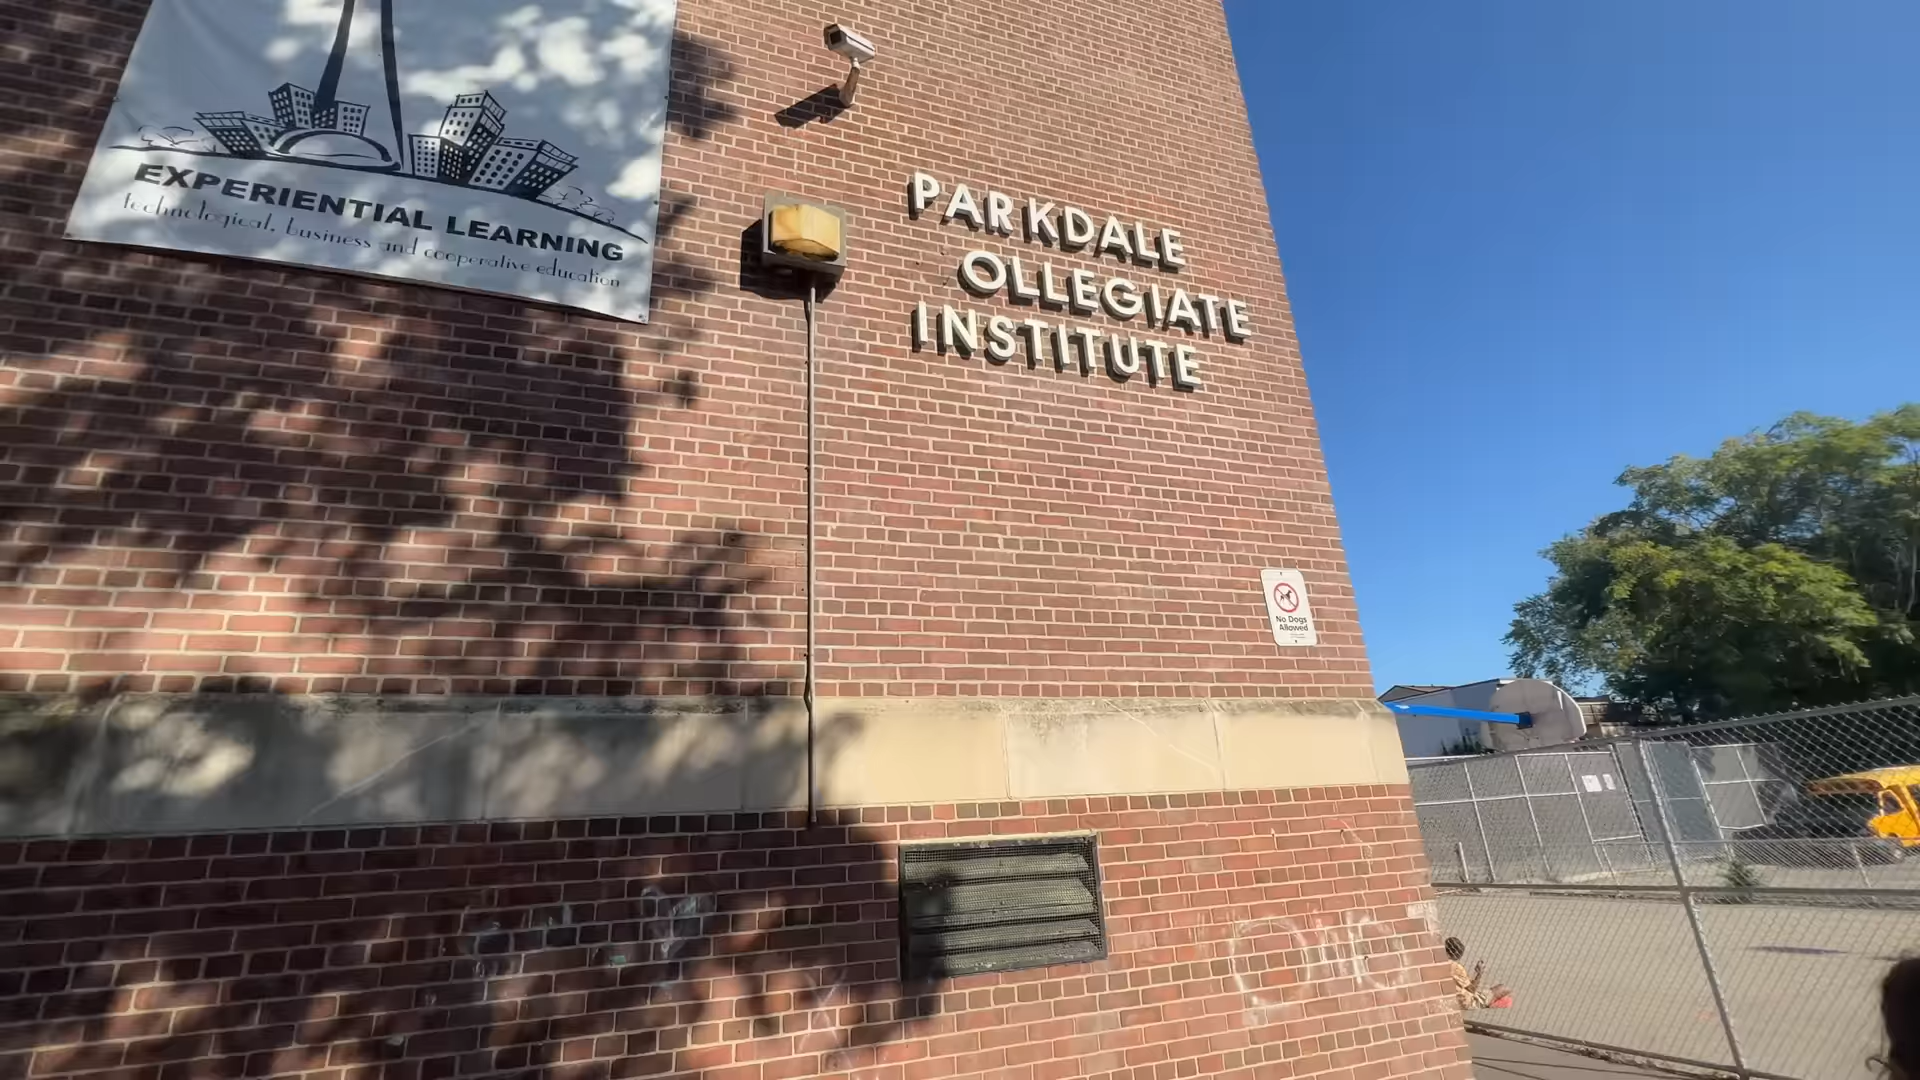 EXPERIENTIAL LEARNING
technological, business and cooperative education
PARKDALE
OLLEGIATE
INSTITUTE
No Dogs
Allowed